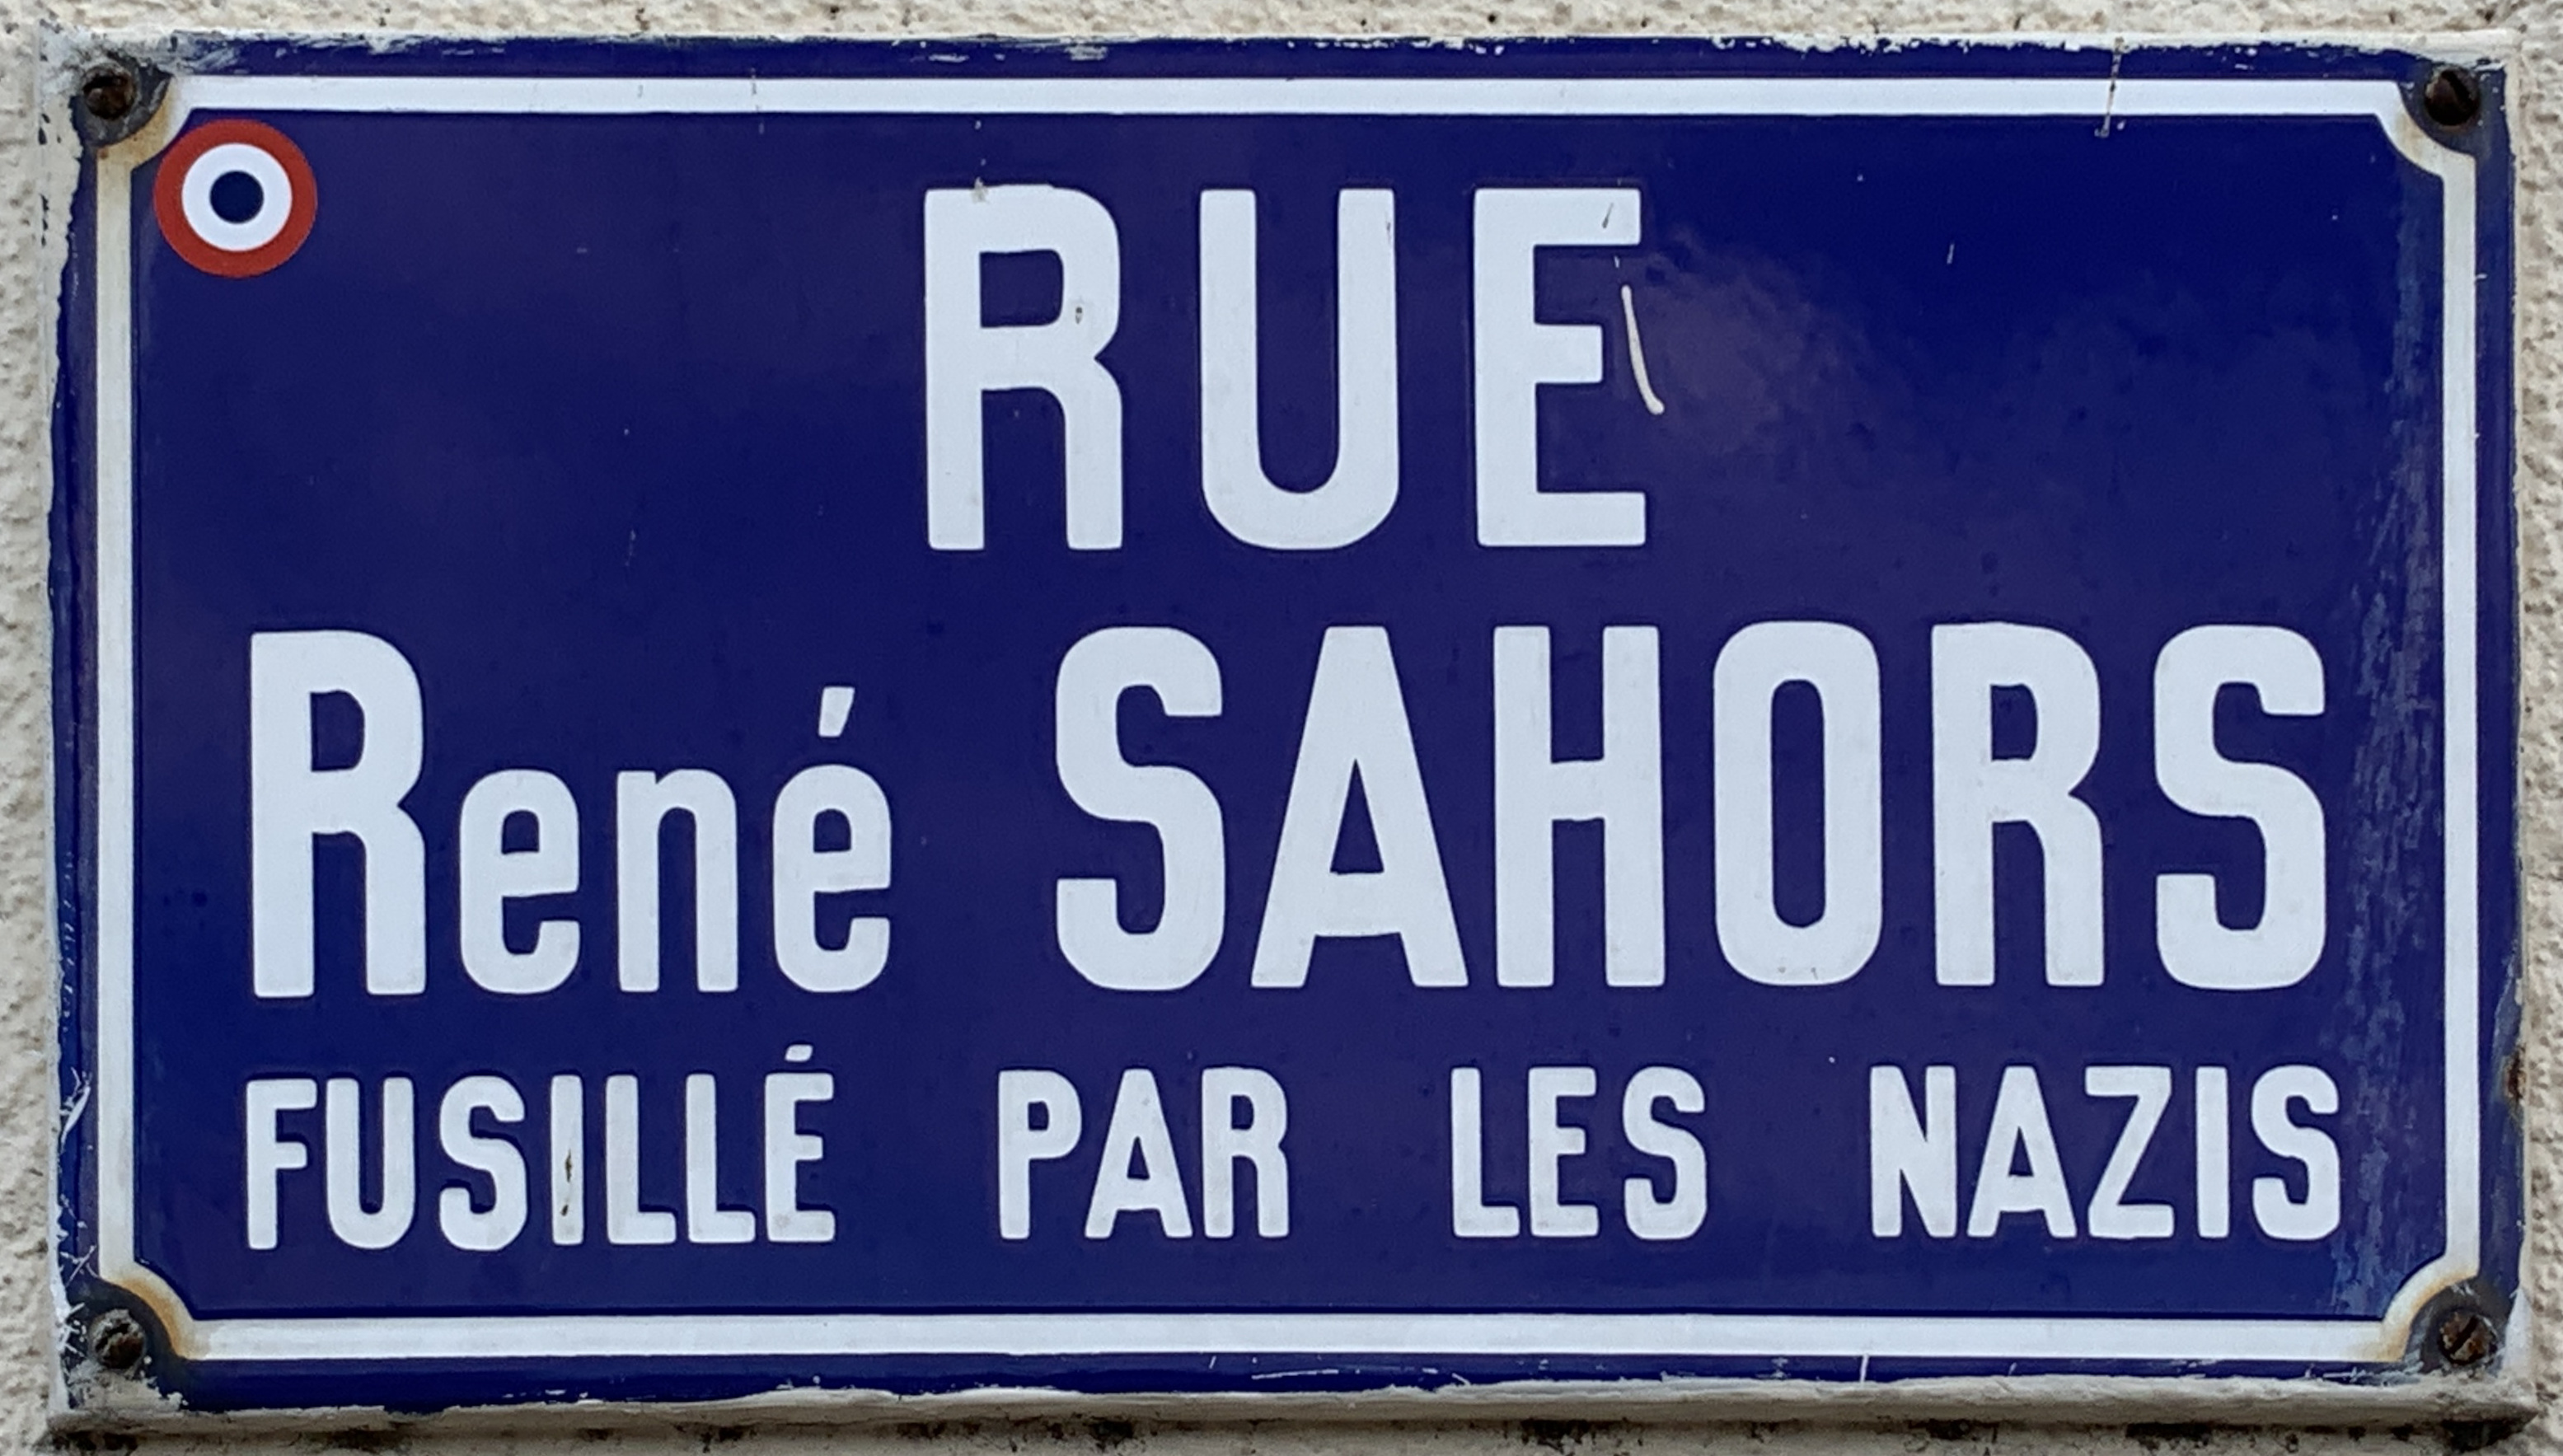 RUE
René SAHORS
FUSILLÉ PAR LES NAZIS